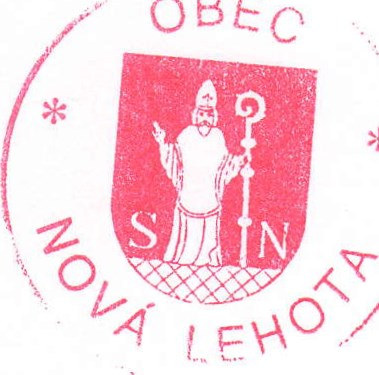 OBEC
* *
S N
NOVÁ LEHOTA